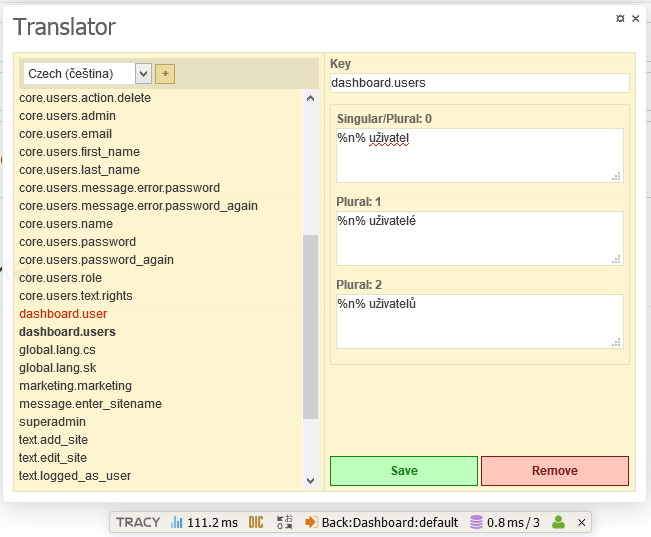 Translator
Czech (čeština)
+
core.users.action.delete
core.users.admin
core.users.email
core.users.first_name
core.users.last_name
core.users.message.error.password
core.users.message.error.password_again
core.users.name
core.users.password
core.users.password_again
core.users.role
core.users.text.rights
dashboard.user
dashboard.users
global.lang.cs
global.lang.sk
marketing.marketing
message.enter_sitename
superadmin
text.add_site
text.edit_site
text.logged_as_user
Key
dashboard.users
Singular/Plural: 0
%n% uživatel
Plural: 1
%n% uživatelé
Plural: 2
%n% uživatelů
Save
Remove
TRACY 111.2 ms DIC Back:Dashboard:default 0.8 ms / 3